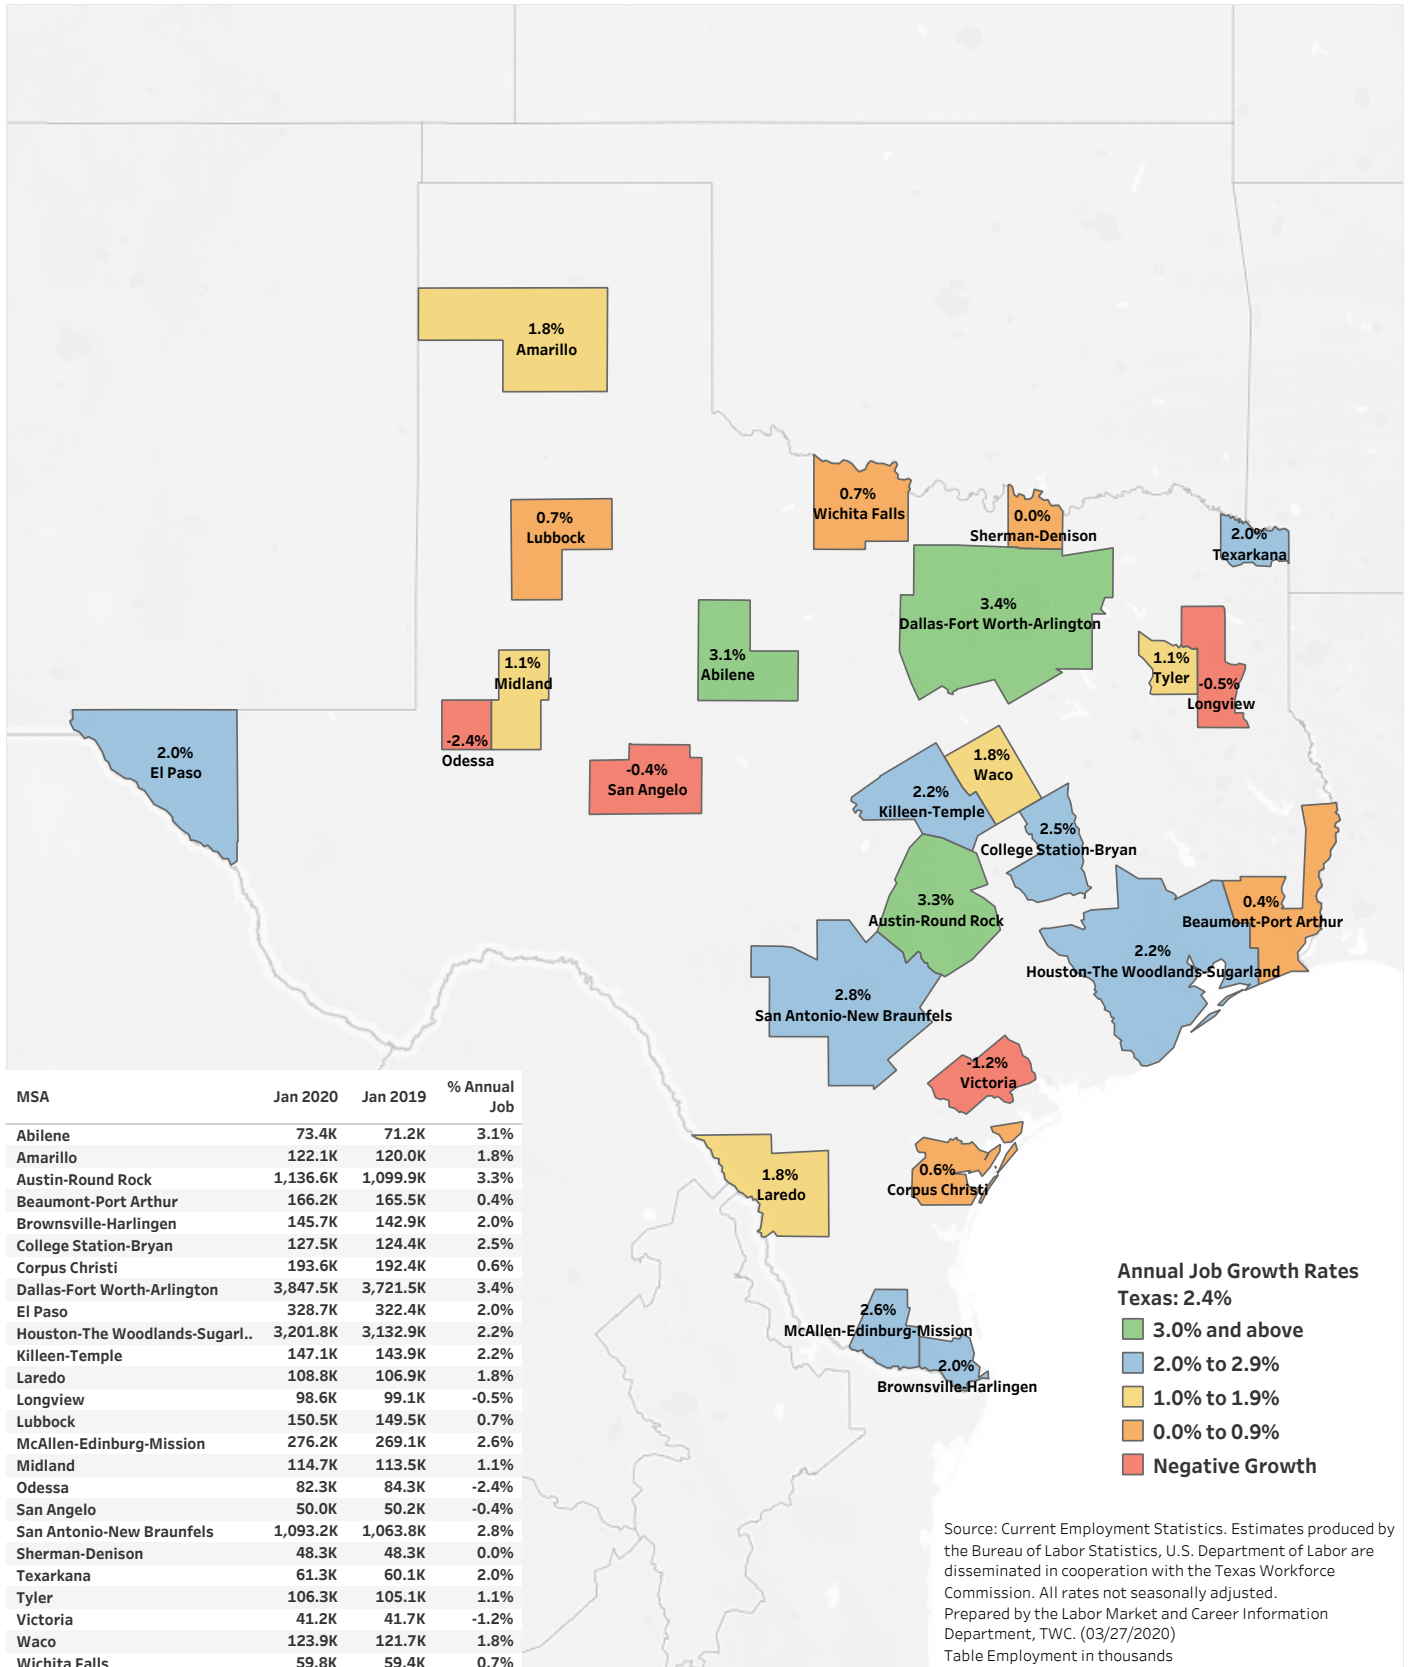 1.8%
Amarillo
0.7%
Wichita Falls
0.7%
Lubbock
0.0%
Sherman-Denison
2.0%
Texarkana
3.4%
Dallas-Fort Worth-Arlington
3.1%
Abilene
1.1%
Midland
1.1%
Tyler
-0.5%
Longview
-2.4%
Odessa
2.0%
El Paso
-0.4%
San Angelo
1.8%
Waco
2.2%
Killeen-Temple
2.5%
College Station-Bryan
3.3%
Austin-Round Rock
0.4%
Beaumont-Port Arthur
2.2%
Houston-The Woodlands-Sugarland
2.8%
San Antonio-New Braunfels
-1.2%
Victoria
1.8%
Laredo
0.6%
Corpus Christi
2.6%
McAllen-Edinburg-Mission
2.0%
Brownsville-Harlingen
MSA Jan 2020 Jan 2019 % Annual
Job
Abilene 73.4K 71.2K 3.1%
Amarillo 122.1K 120.0K 1.8%
Austin-Round Rock 1,136.6K 1,099.9K 3.3%
Beaumont-Port Arthur 166.2K 165.5K 0.4%
Brownsville-Harlingen 145.7K 142.9K 2.0%
College Station-Bryan 127.5K 124.4K 2.5%
Corpus Christi 193.6K 192.4K 0.6%
Dallas-Fort Worth-Arlington 3,847.5K 3,721.5K 3.4%
El Paso 328.7K 322.4K 2.0%
Houston-The Woodlands-Sugarl.. 3,201.8K 3,132.9K 2.2%
Killeen-Temple 147.1K 143.9K 2.2%
Laredo 108.8K 106.9K 1.8%
Longview 98.6K 99.1K -0.5%
Lubbock 150.5K 149.5K 0.7%
McAllen-Edinburg-Mission 276.2K 269.1K 2.6%
Midland 114.7K 113.5K 1.1%
Odessa 82.3K 84.3K -2.4%
San Angelo 50.0K 50.2K -0.4%
San Antonio-New Braunfels 1,093.2K 1,063.8K 2.8%
Sherman-Denison 48.3K 48.3K 0.0%
Texarkana 61.3K 60.1K 2.0%
Tyler 106.3K 105.1K 1.1%
Victoria 41.2K 41.7K -1.2%
Waco 123.9K 121.7K 1.8%
Wichita Falls 59.8K 59.4K 0.7%
Annual Job Growth Rates
Texas: 2.4%
3.0% and above
2.0% to 2.9%
1.0% to 1.9%
0.0% to 0.9%
Negative Growth
Source: Current Employment Statistics. Estimates produced by
the Bureau of Labor Statistics, U.S. Department of Labor are
disseminated in cooperation with the Texas Workforce
Commission. All rates not seasonally adjusted.
Prepared by the Labor Market and Career Information
Department, TWC. (03/27/2020)
Table Employment in thousands